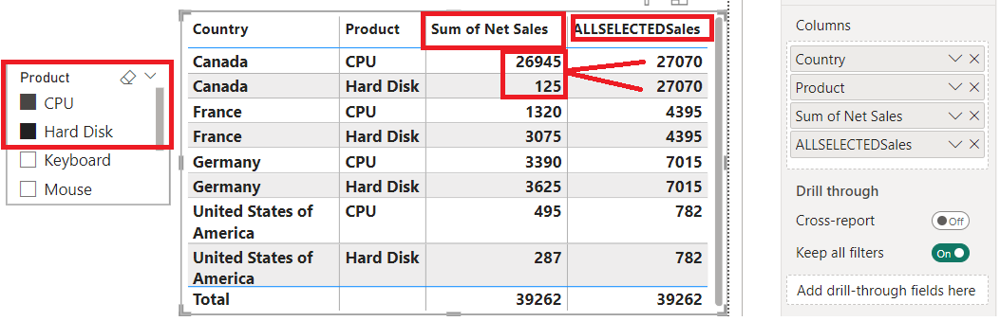 Product
CPU
Hard Disk
Keyboard
Mouse
Country Product Sum of Net Sales ALLSELECTEDSales
Canada CPU 26945 27070
Canada Hard Disk 125 27070
France CPU 1320 4395
France Hard Disk 3075 4395
Germany CPU 3390 7015
Germany Hard Disk 3625 7015
United States of CPU 495 782
America
United States of Hard Disk 287 782
America
Total 39262 39262
Columns
Country
Product
Sum of Net Sales
ALLSELECTEDSales
Drill through
Cross-report Off
Keep all filters On
Add drill-through fields here